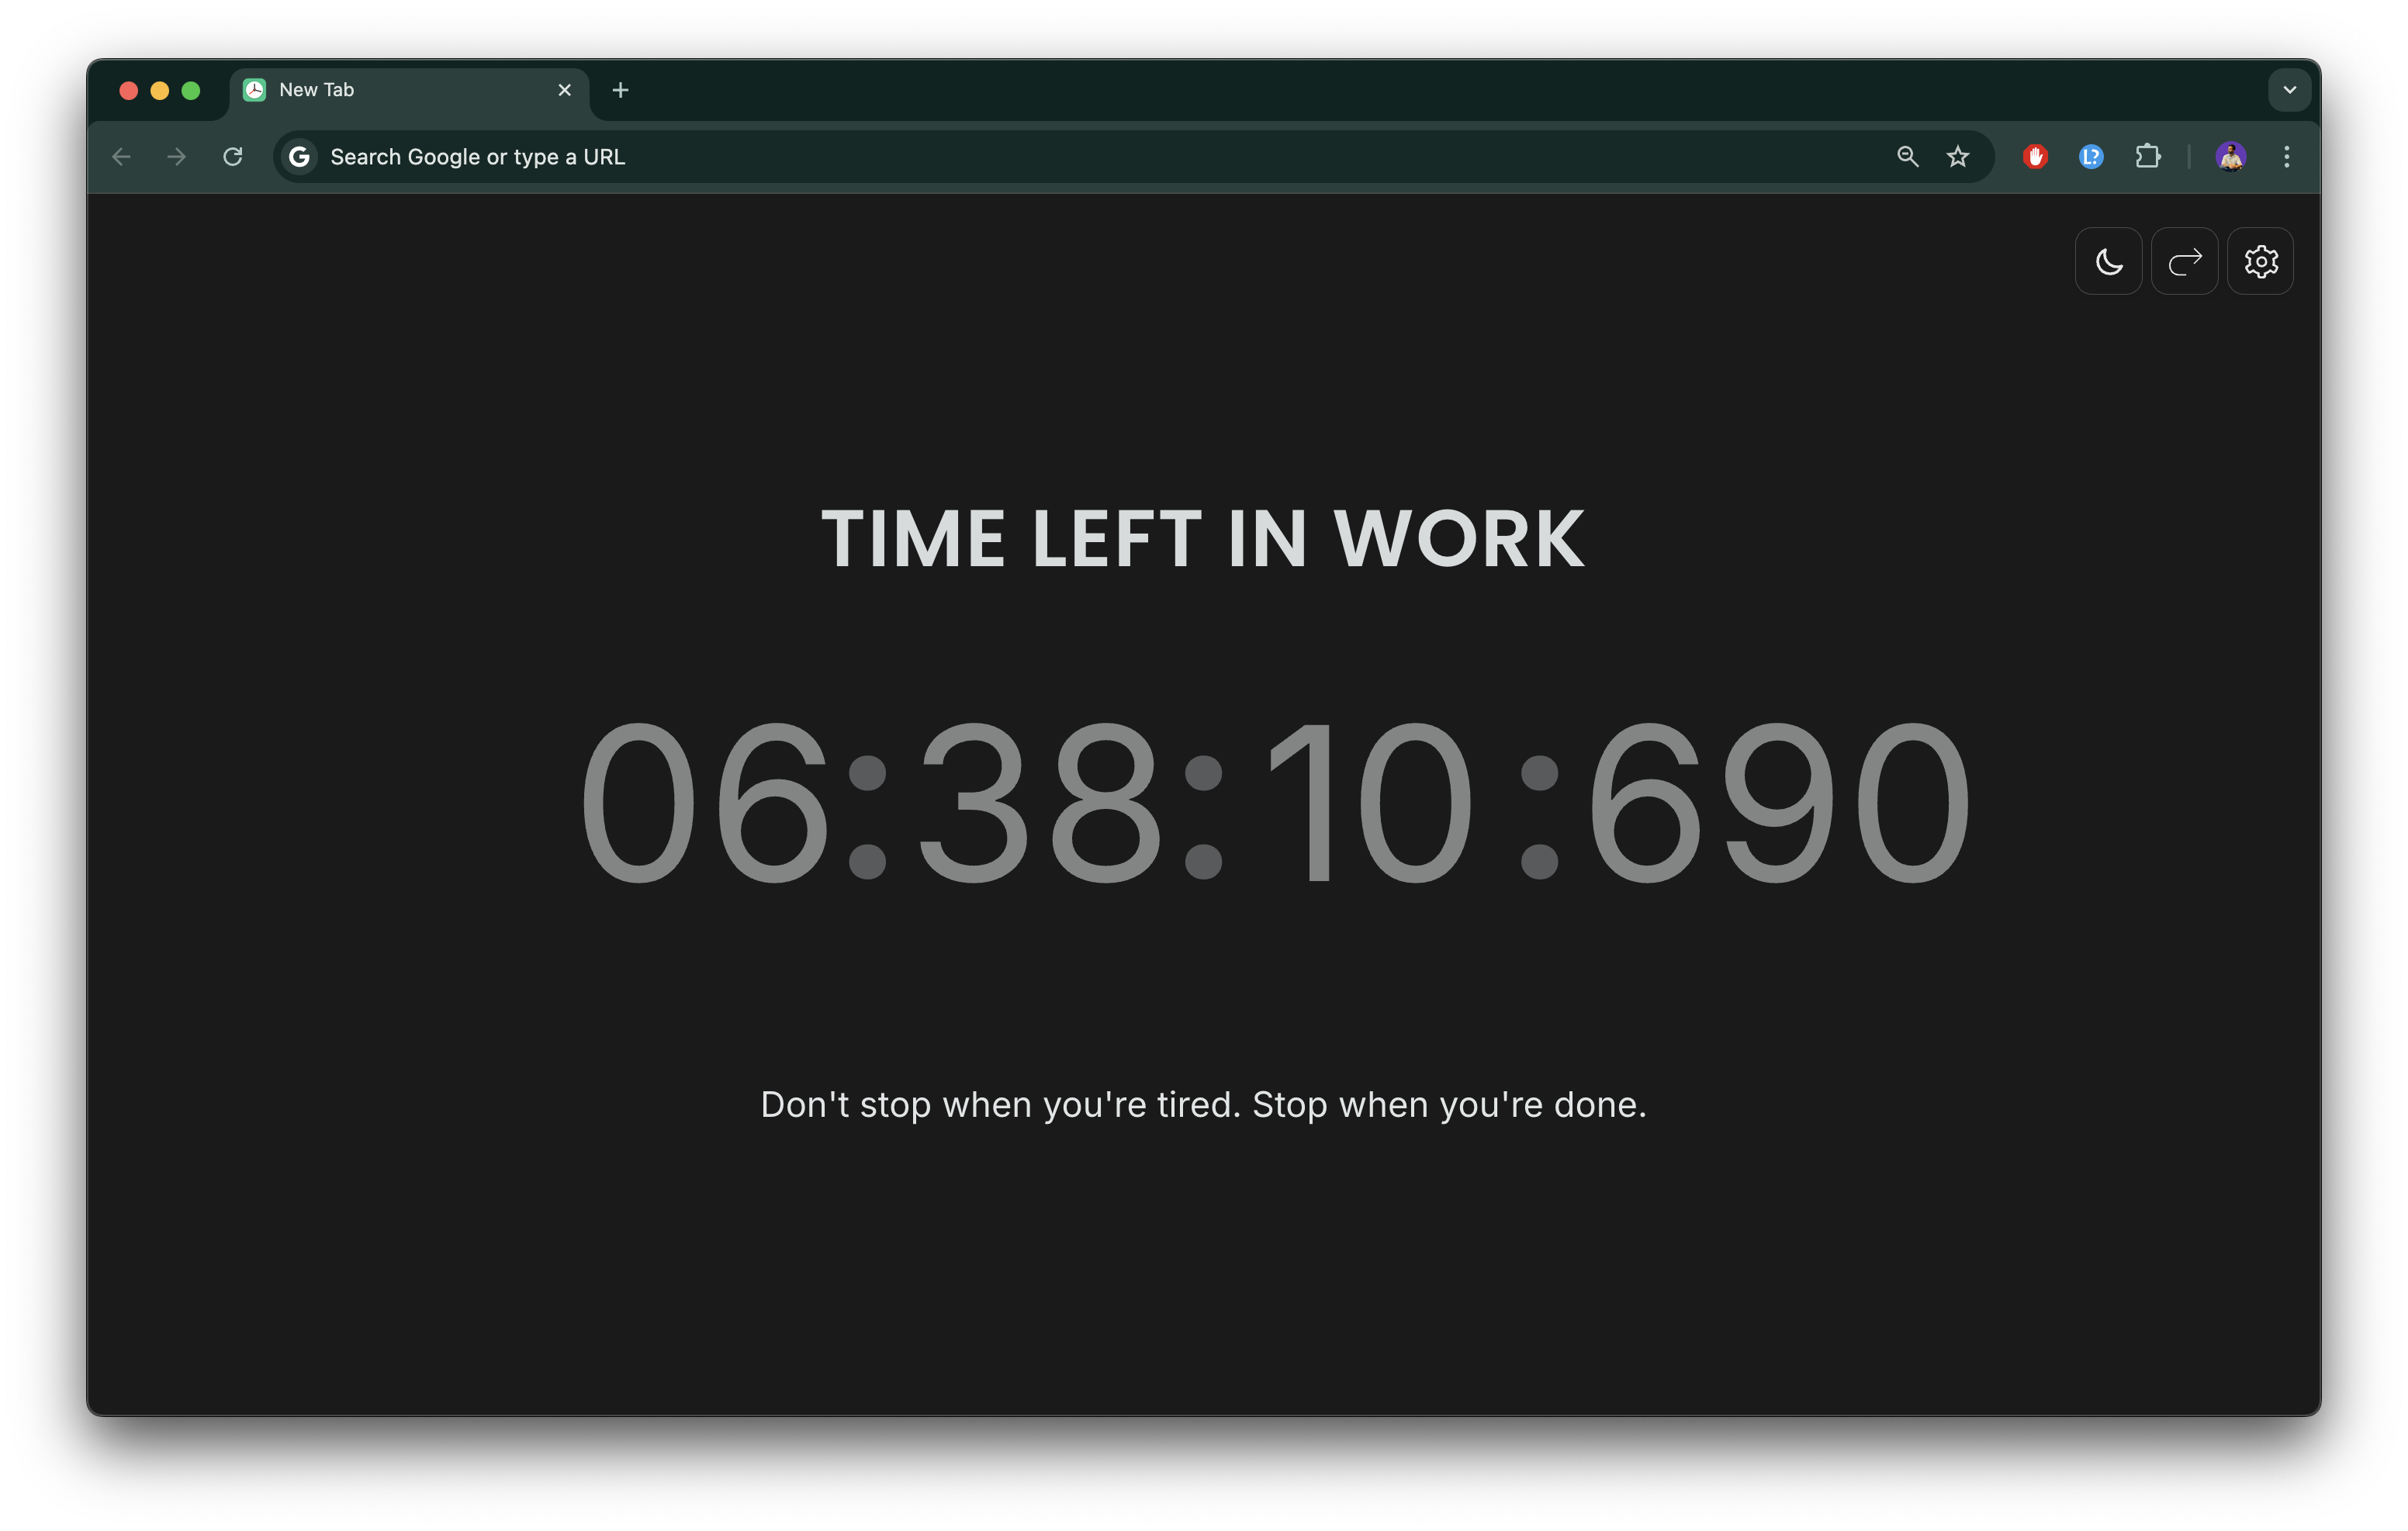 New Tab
Search Google or type a URL
L?
TIME LEFT IN WORK
06:38:10:690
Don't stop when you're tired. Stop when you're done.